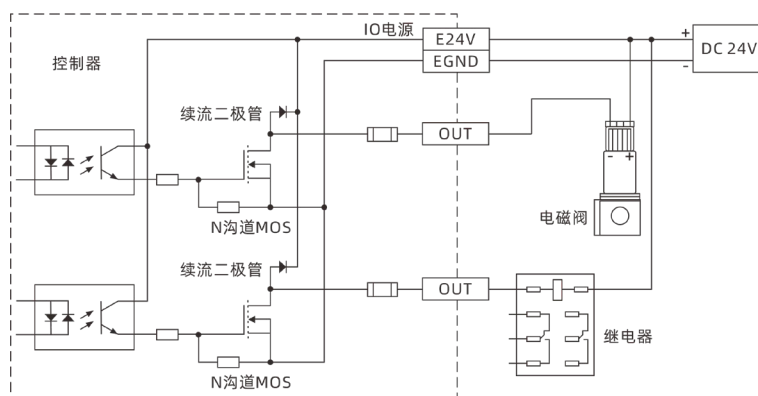 IO电源
E24V
+
DC 24V
控制器
EGND
-
续流二极管
OUT
- +
N沟道MOS
电磁阀
续流二极管
OUT
继电器
N沟道MOS